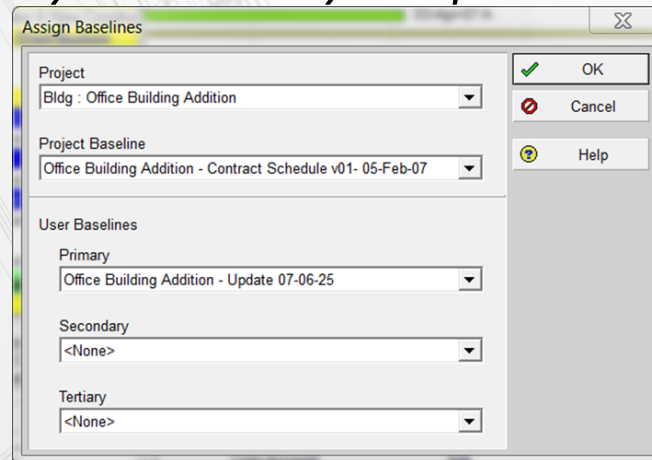 Assign Baselines
Project
Bldg : Office Building Addition
Project Baseline
Office Building Addition - Contract Schedule v01- 05-Feb-07
User Baselines
Primary
Office Building Addition - Update 07-06-25
Secondary
<None>
Tertiary
<None>
OK
Cancel
Help